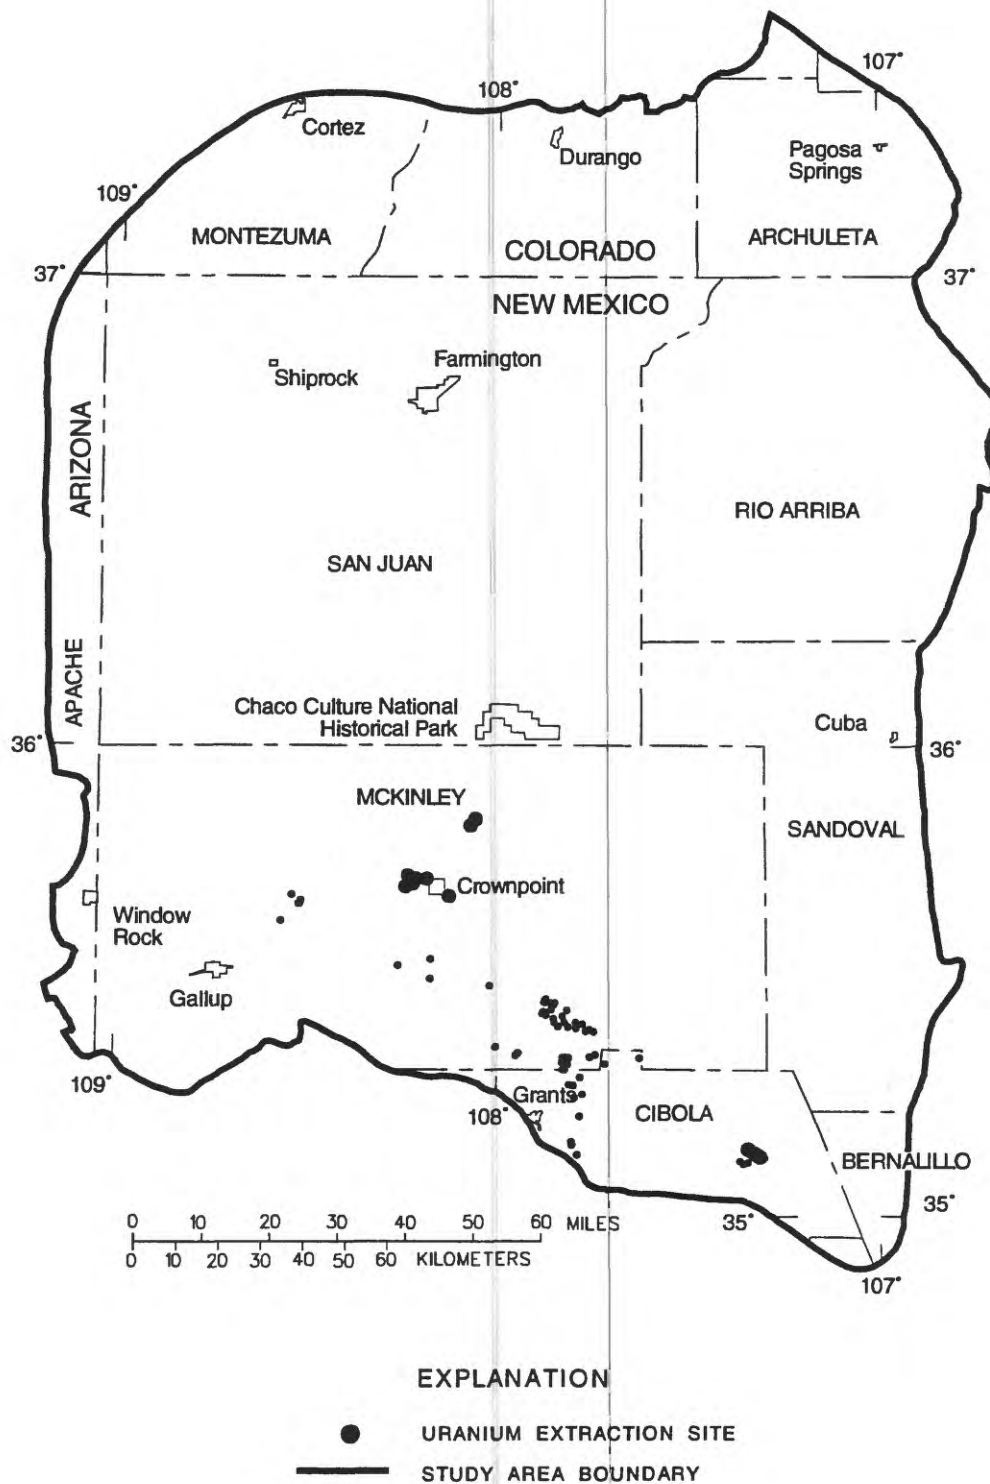 107°
108°
109°
Cortez
Durango
Pagosa
Springs
MONTEZUMA
COLORADO
ARCHULETA
37°
37°
NEW MEXICO
Farmington
Shiprock
ARIZONA
RIO ARRIBA
SAN JUAN
APACHE
Chaco Culture National
Historical Park
Cuba
36°
36°
MCKINLEY
SANDOVAL
Crownpoint
Window
Rock
Gallup
109°
108°
Grants
CIBOLA
BERNALILLO
35°
35°
107°
0 10 20 30 40 50 60 MILES
0 10 20 30 40 50 60 KILOMETERS
EXPLANATION
URANIUM EXTRACTION SITE
STUDY AREA BOUNDARY